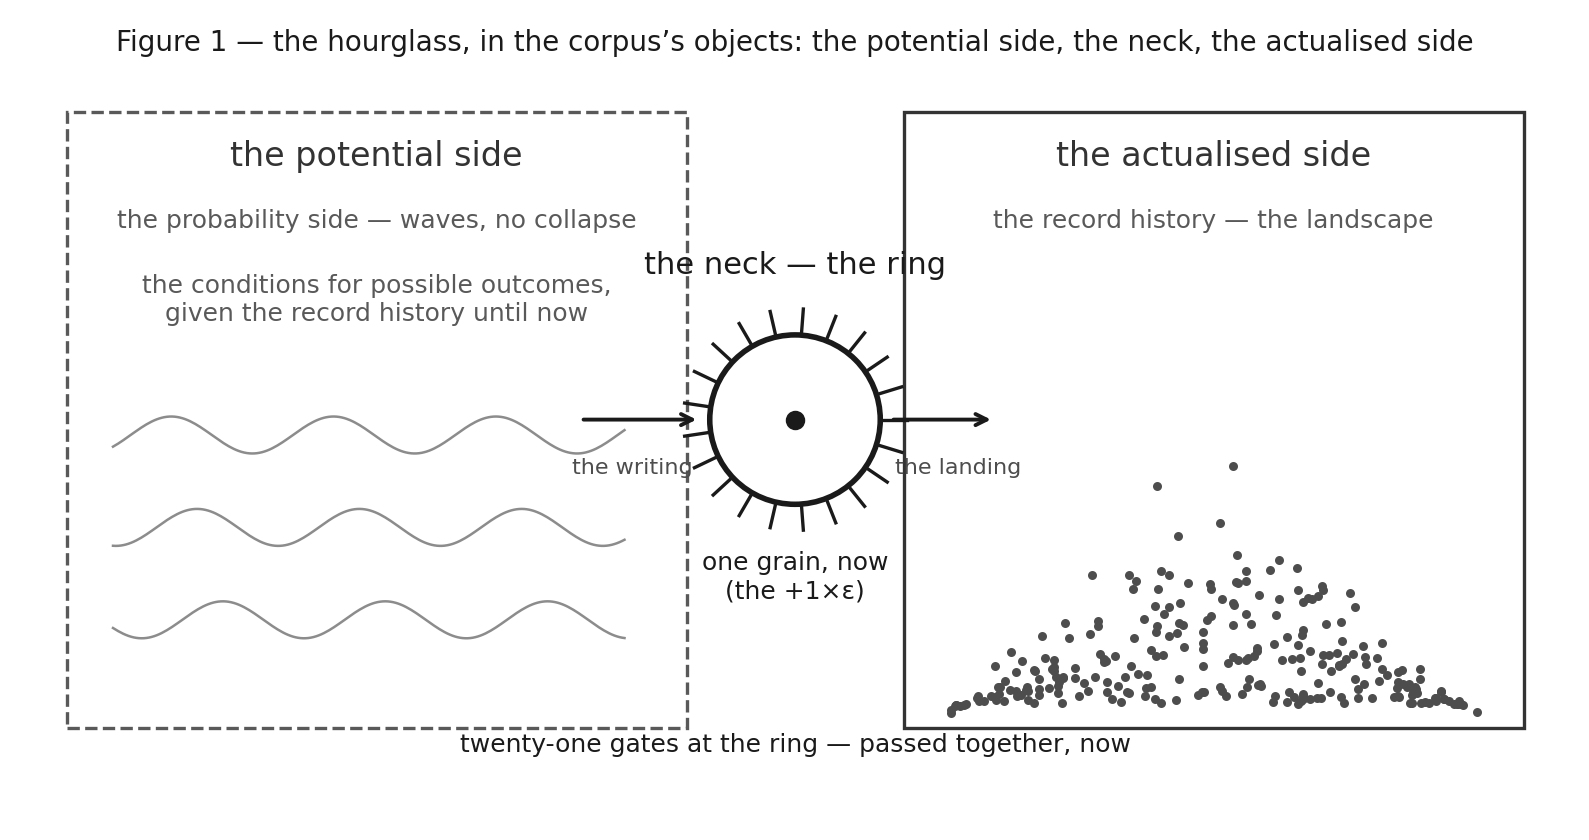 Figure 1 — the hourglass, in the corpus’s objects: the potential side, the neck, the actualised side
the potential side
the probability side — waves, no collapse
the conditions for possible outcomes,
given the record history until now
the neck — the ring
the writing
the landing
one grain, now
(the +1×ε)
the actualised side
the record history — the landscape
twenty-one gates at the ring — passed together, now